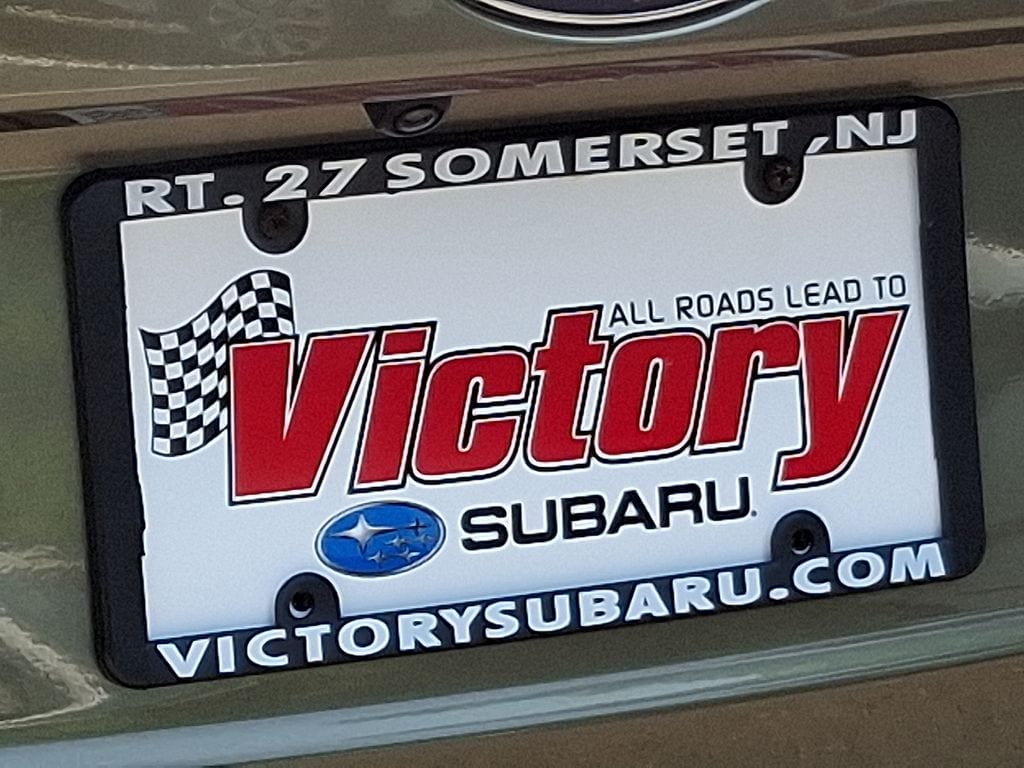 RT. 27 SOMERSET, NJ
ALL ROADS LEAD TO
Victory
SUBARU.
VICTORYSUBARU.COM